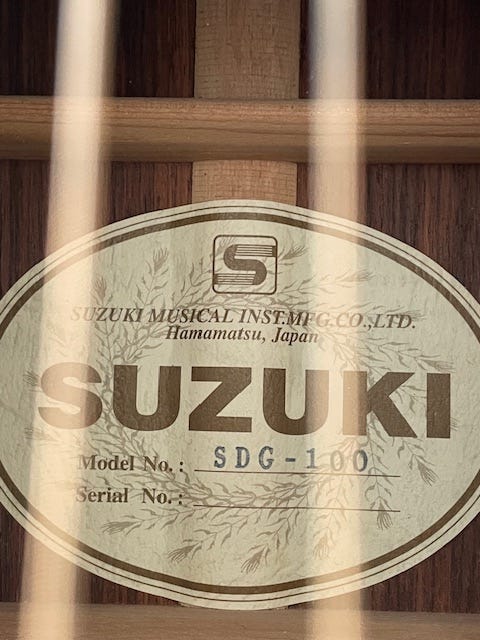 S
SUZUKI MUSICAL INST.MFG.CO.,LTD.
Hamamatsu, Japan
SUZUKI
Model No. : SDG-100
Serial No. :